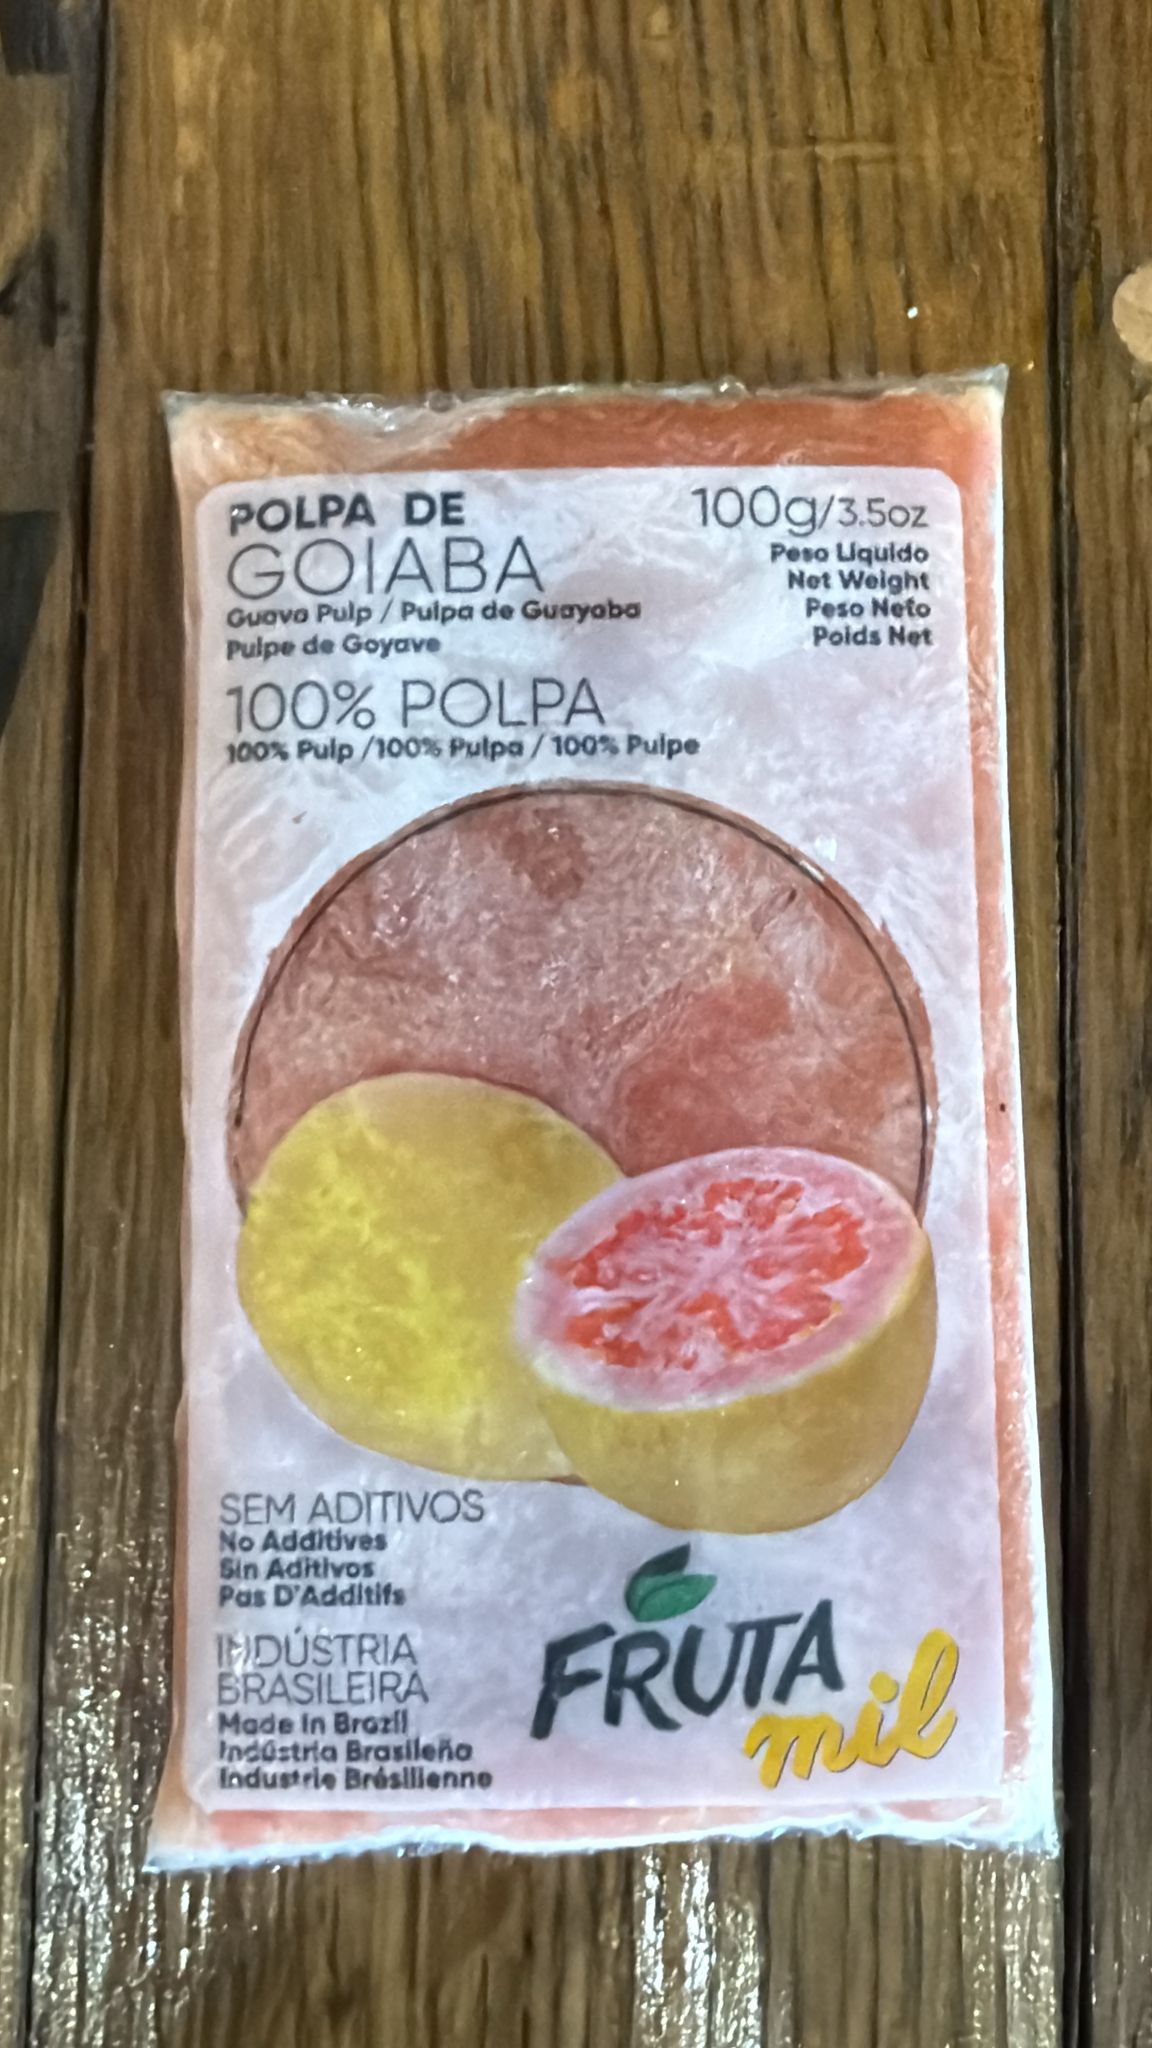 POLPA DE
GOIABA
Guava Pulp / Pulpa de Guayaba
Pulpe de Goyave
100g/3.5oz
Peso Líquido
Net Weight
Peso Neto
Poids Net
100% POLPA
100% Pulp /100% Pulpa / 100% Pulpe
SEM ADITIVOS
No Additives
Sin Aditivos
Pas D'Additifs
INDÚSTRIA
BRASILEIRA
Made In Brazil
Indústria Brasileña
Industrie Brésilienne
FRUTA
mil